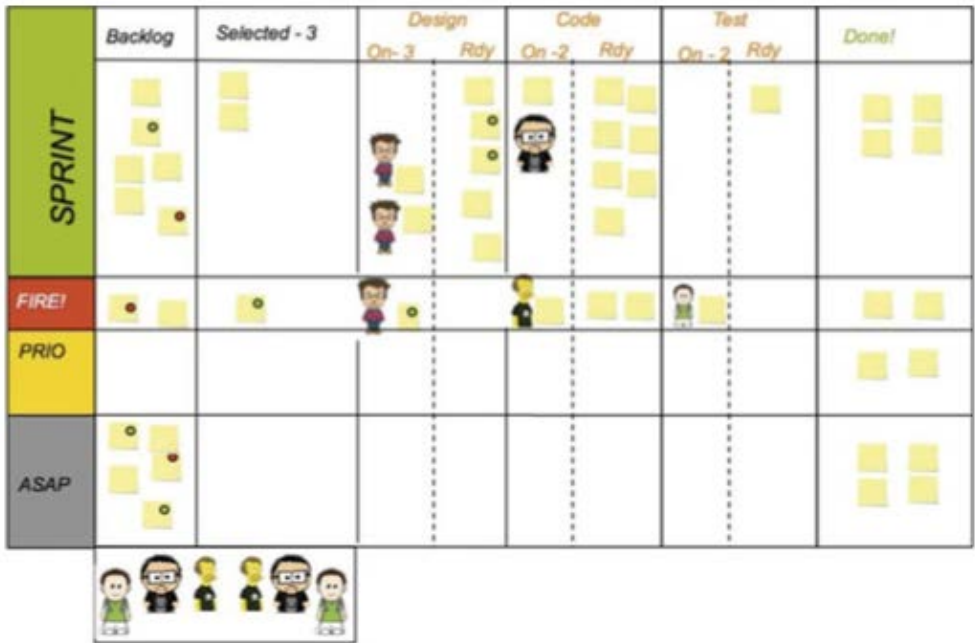 Backlog
Selected - 3
Design
On- 3 Rdy
Code
On -2 Rdy
Test
On - 2 Rdy
Done!
SPRINT
FIRE!
PRIO
ASAP